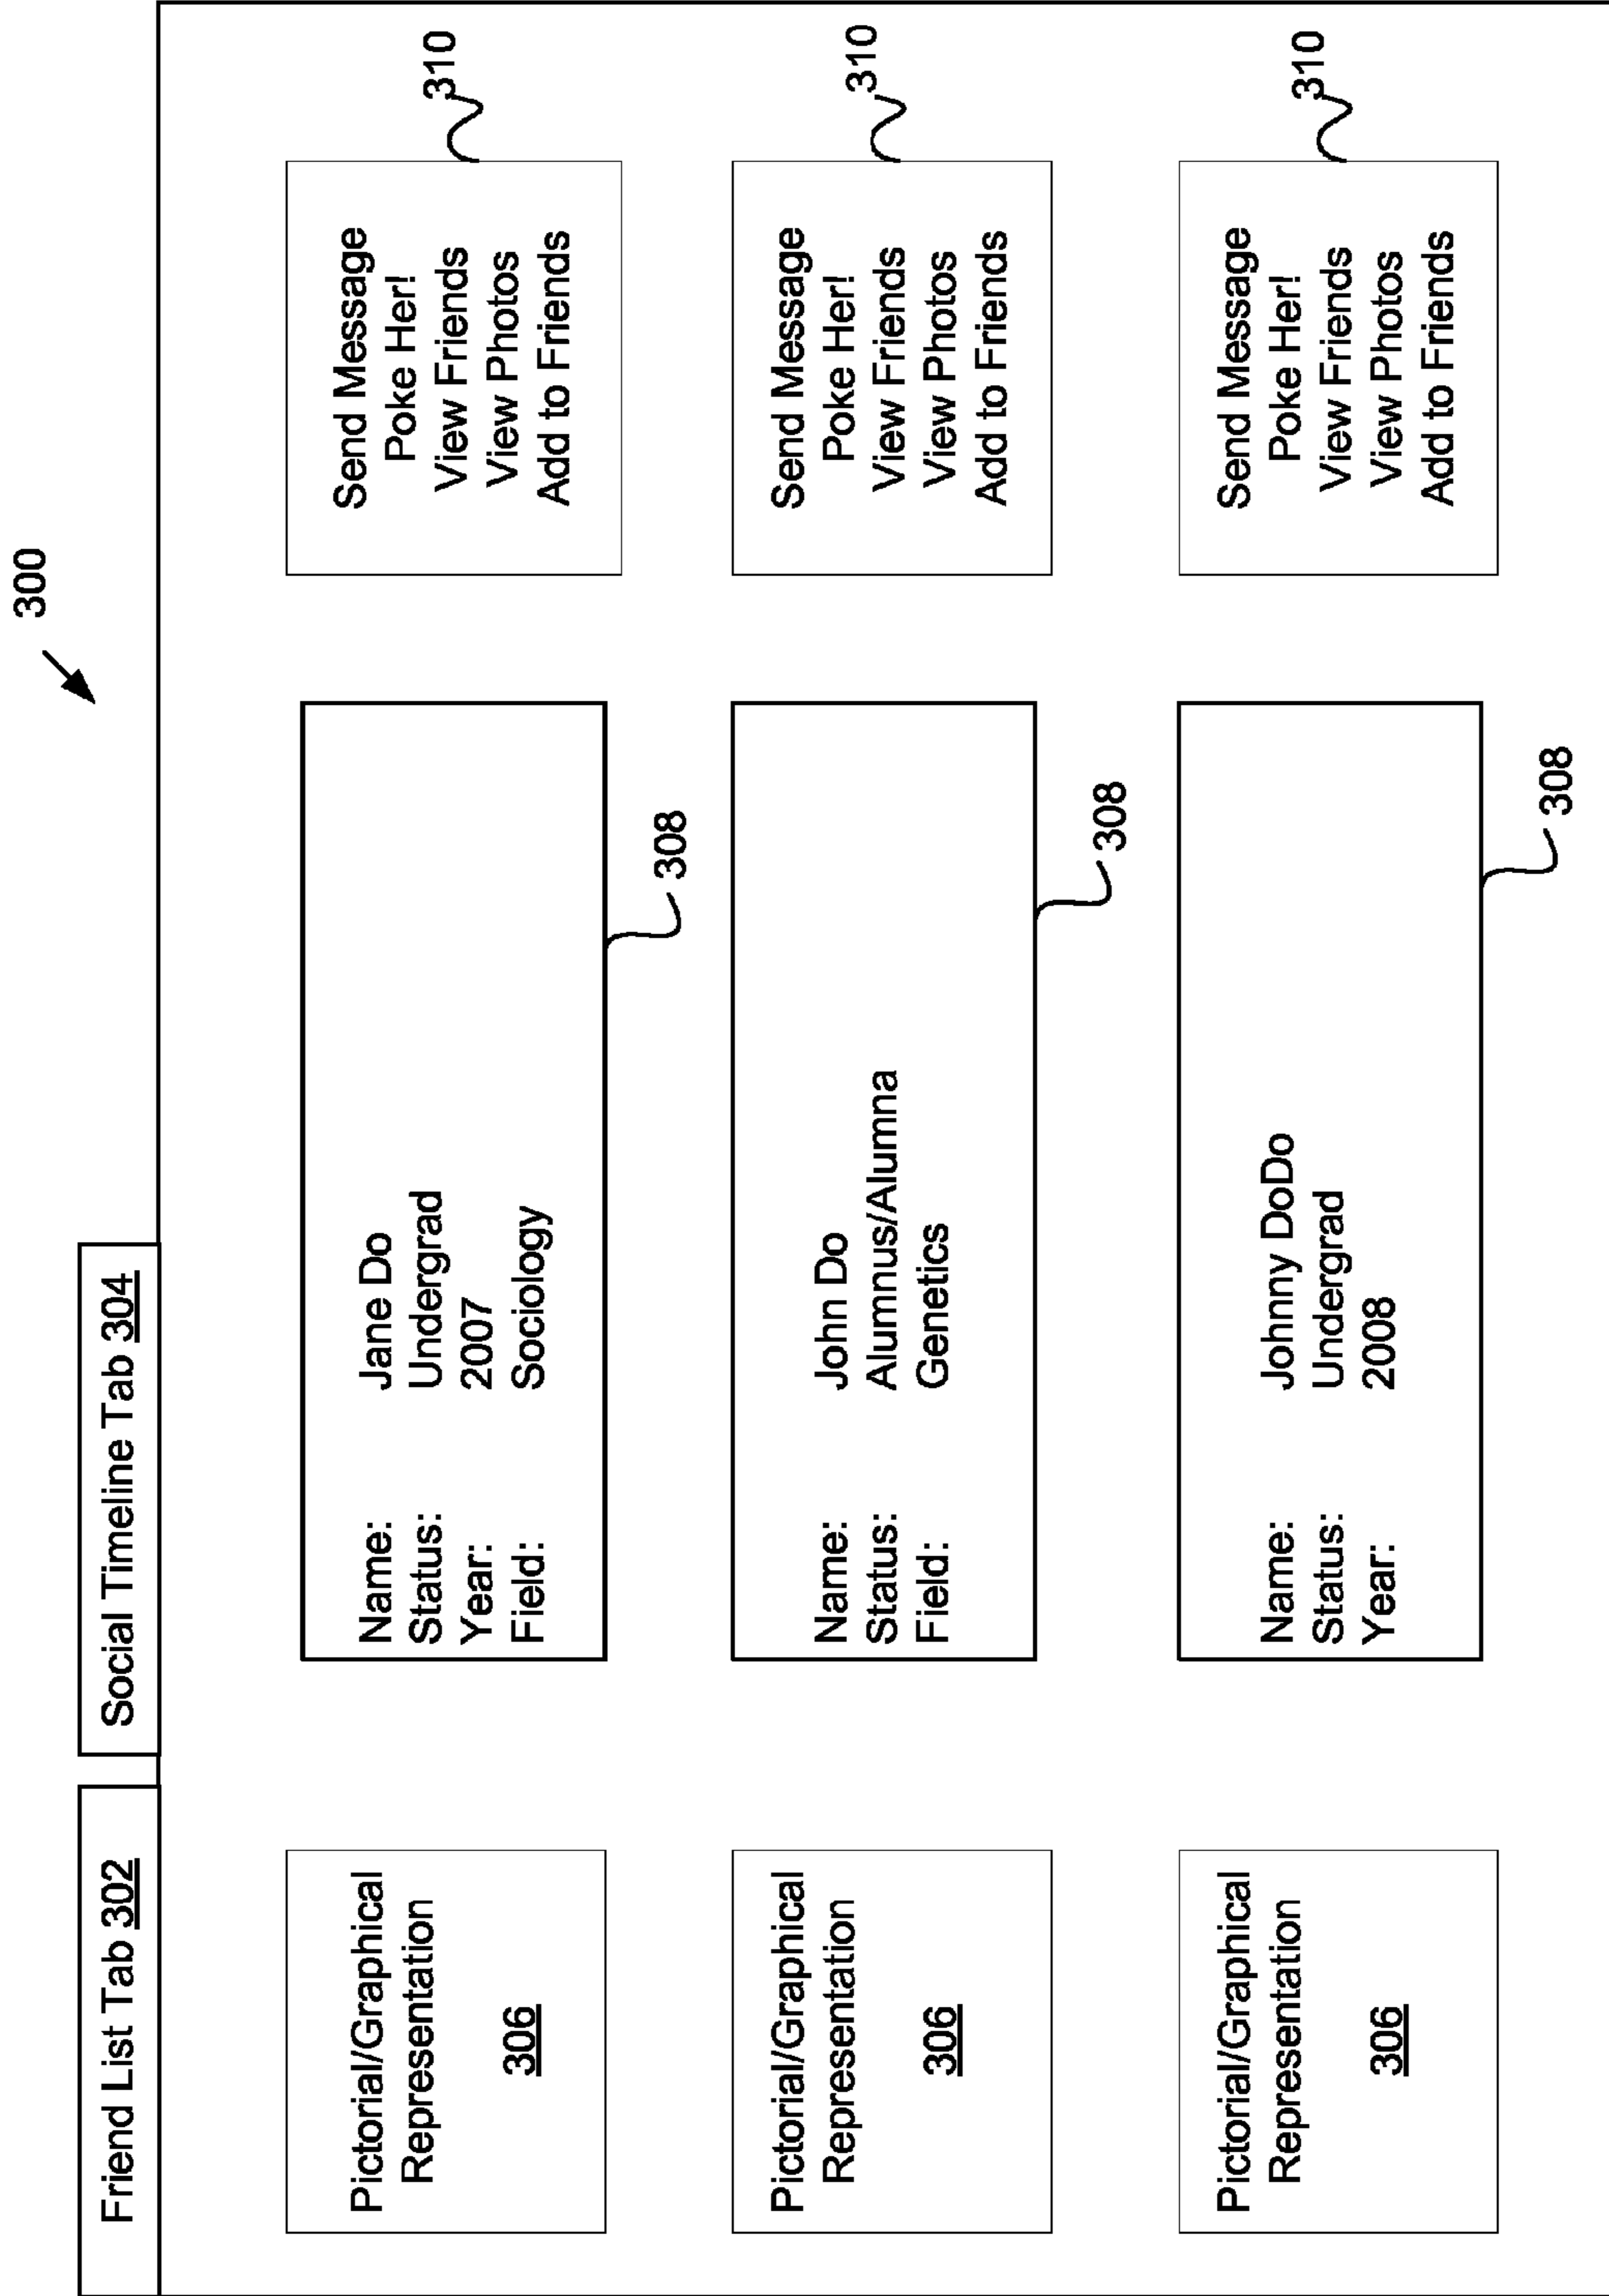 300
Friend List Tab 302
Social Timeline Tab 304
Pictorial/Graphical
Representation
306
Name: Jane Do
Status: Undergrad
Year: 2007
Field: Sociology
308
Send Message
Poke Her!
View Friends
View Photos
Add to Friends
310
Pictorial/Graphical
Representation
306
Name: John Do
Status: Alumnus/Alumna
Field: Genetics
308
Send Message
Poke Her!
View Friends
View Photos
Add to Friends
310
Pictorial/Graphical
Representation
306
Name: Johnny DoDo
Status: Undergrad
Year: 2008
308
Send Message
Poke Her!
View Friends
View Photos
Add to Friends
310